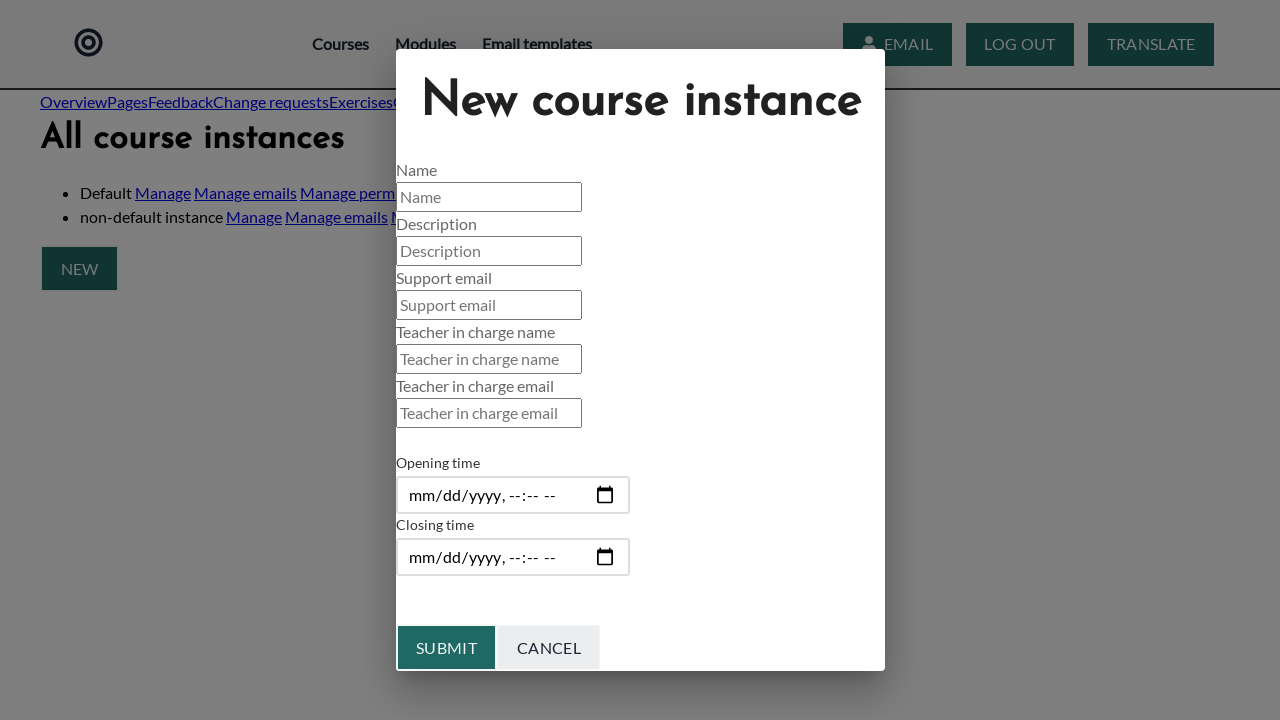 Courses Modules Email templates EMAIL LOG OUT TRANSLATE
OverviewPagesFeedbackChange requestsExercises
All course instances
Default Manage Manage emails Manage perm
non-default instance Manage Manage emails
NEW
New course instance
Name
Name
Description
Description
Support email
Support email
Teacher in charge name
Teacher in charge name
Teacher in charge email
Teacher in charge email
Opening time
mm/dd/yyyy, --:-- --
Closing time
mm/dd/yyyy, --:-- --
SUBMIT CANCEL